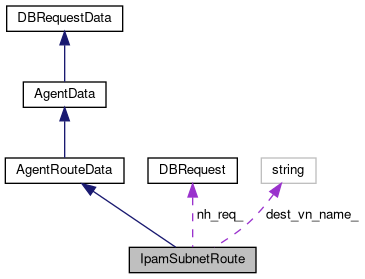 DBRequestData
AgentData
AgentRouteData
DBRequest
string
nh_req_
dest_vn_name_
IpamSubnetRoute